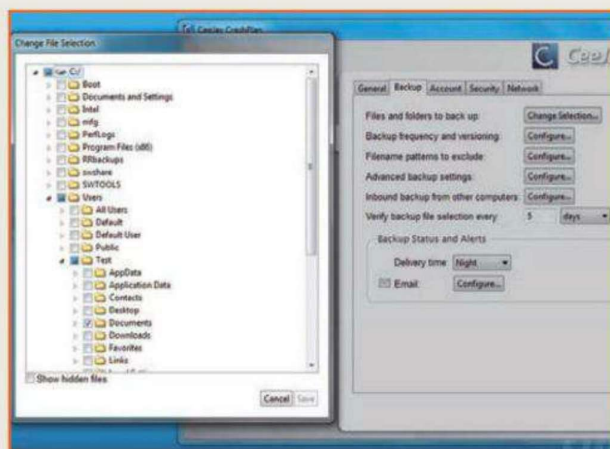 CeeJay CrashPlan
Change File Selection
C:/
Boot
Documents and Settings
Intel
mfg
PerfLogs
Program Files (x86)
RRbackups
swshare
SWTOOLS
Users
All Users
Default
Default User
Public
Test
AppData
Application Data
Contacts
Desktop
Documents
Downloads
Favorites
Links
Show hidden files
Cancel Save
C CeeJ
General Backup Account Security Network
Files and folders to back up: Change Selection...
Backup frequency and versioning: Configure...
Filename patterns to exclude: Configure...
Advanced backup settings: Configure...
Inbound backup from other computers: Configure...
Verify backup file selection every: 5 days
Backup Status and Alerts
Delivery time: Night
Email: Configure...